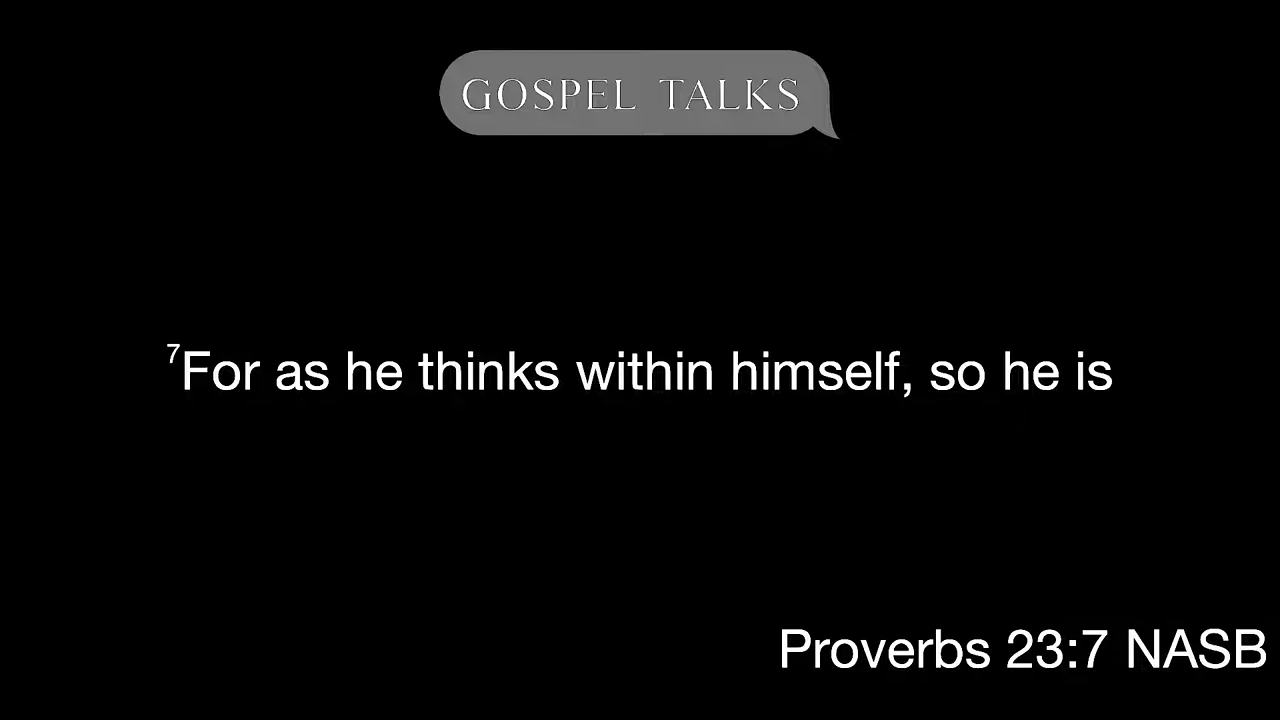 GOSPEL TALKS
⁷For as he thinks within himself, so he is
Proverbs 23:7 NASB